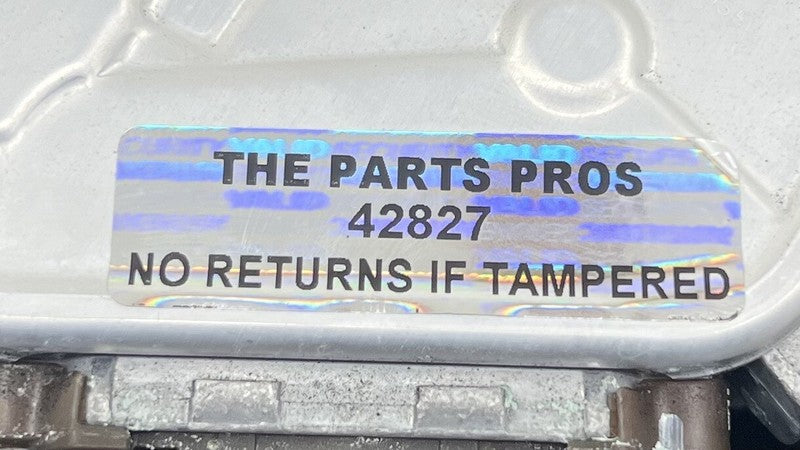 THE PARTS PROS
42827
NO RETURNS IF TAMPERED